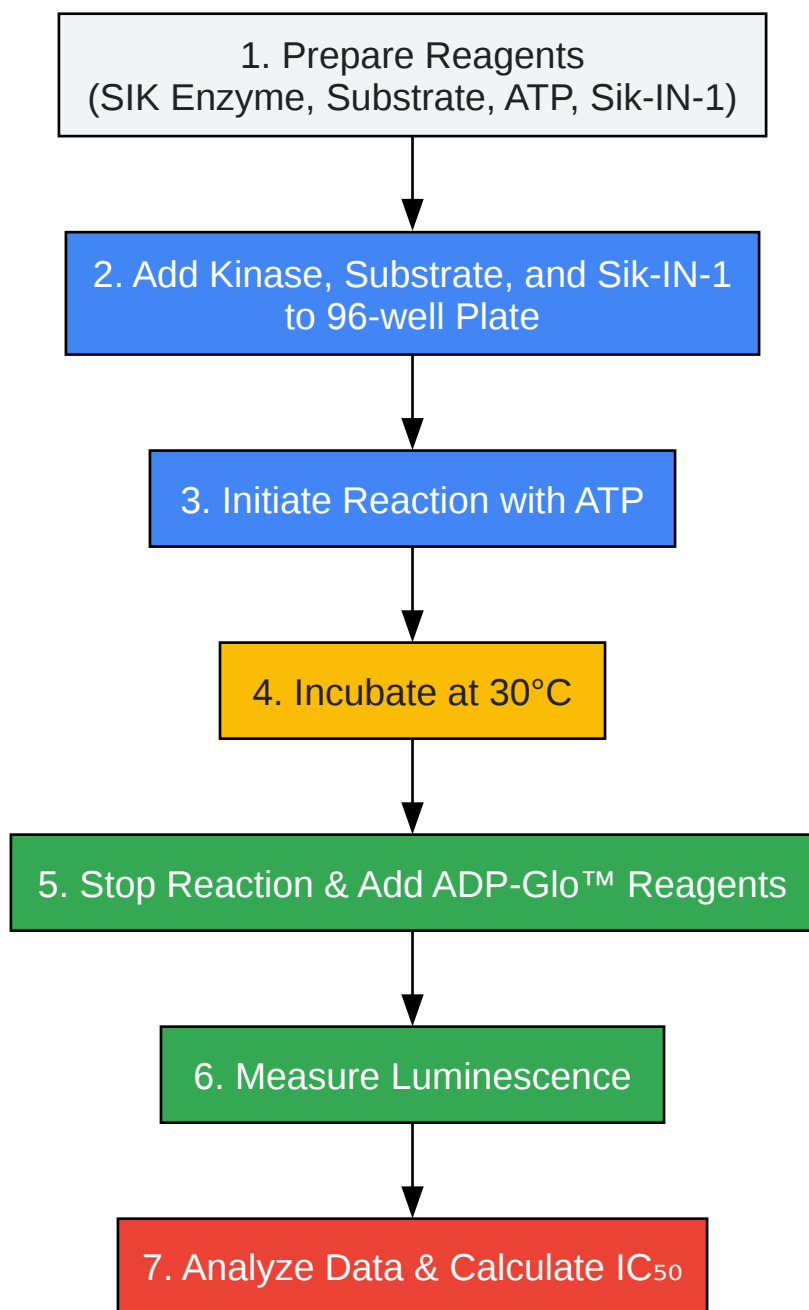 1. Prepare Reagents
(SIK Enzyme, Substrate, ATP, Sik-IN-1)
2. Add Kinase, Substrate, and Sik-IN-1
to 96-well Plate
3. Initiate Reaction with ATP
4. Incubate at 30°C
5. Stop Reaction & Add ADP-Glo™ Reagents
6. Measure Luminescence
7. Analyze Data & Calculate IC₅₀